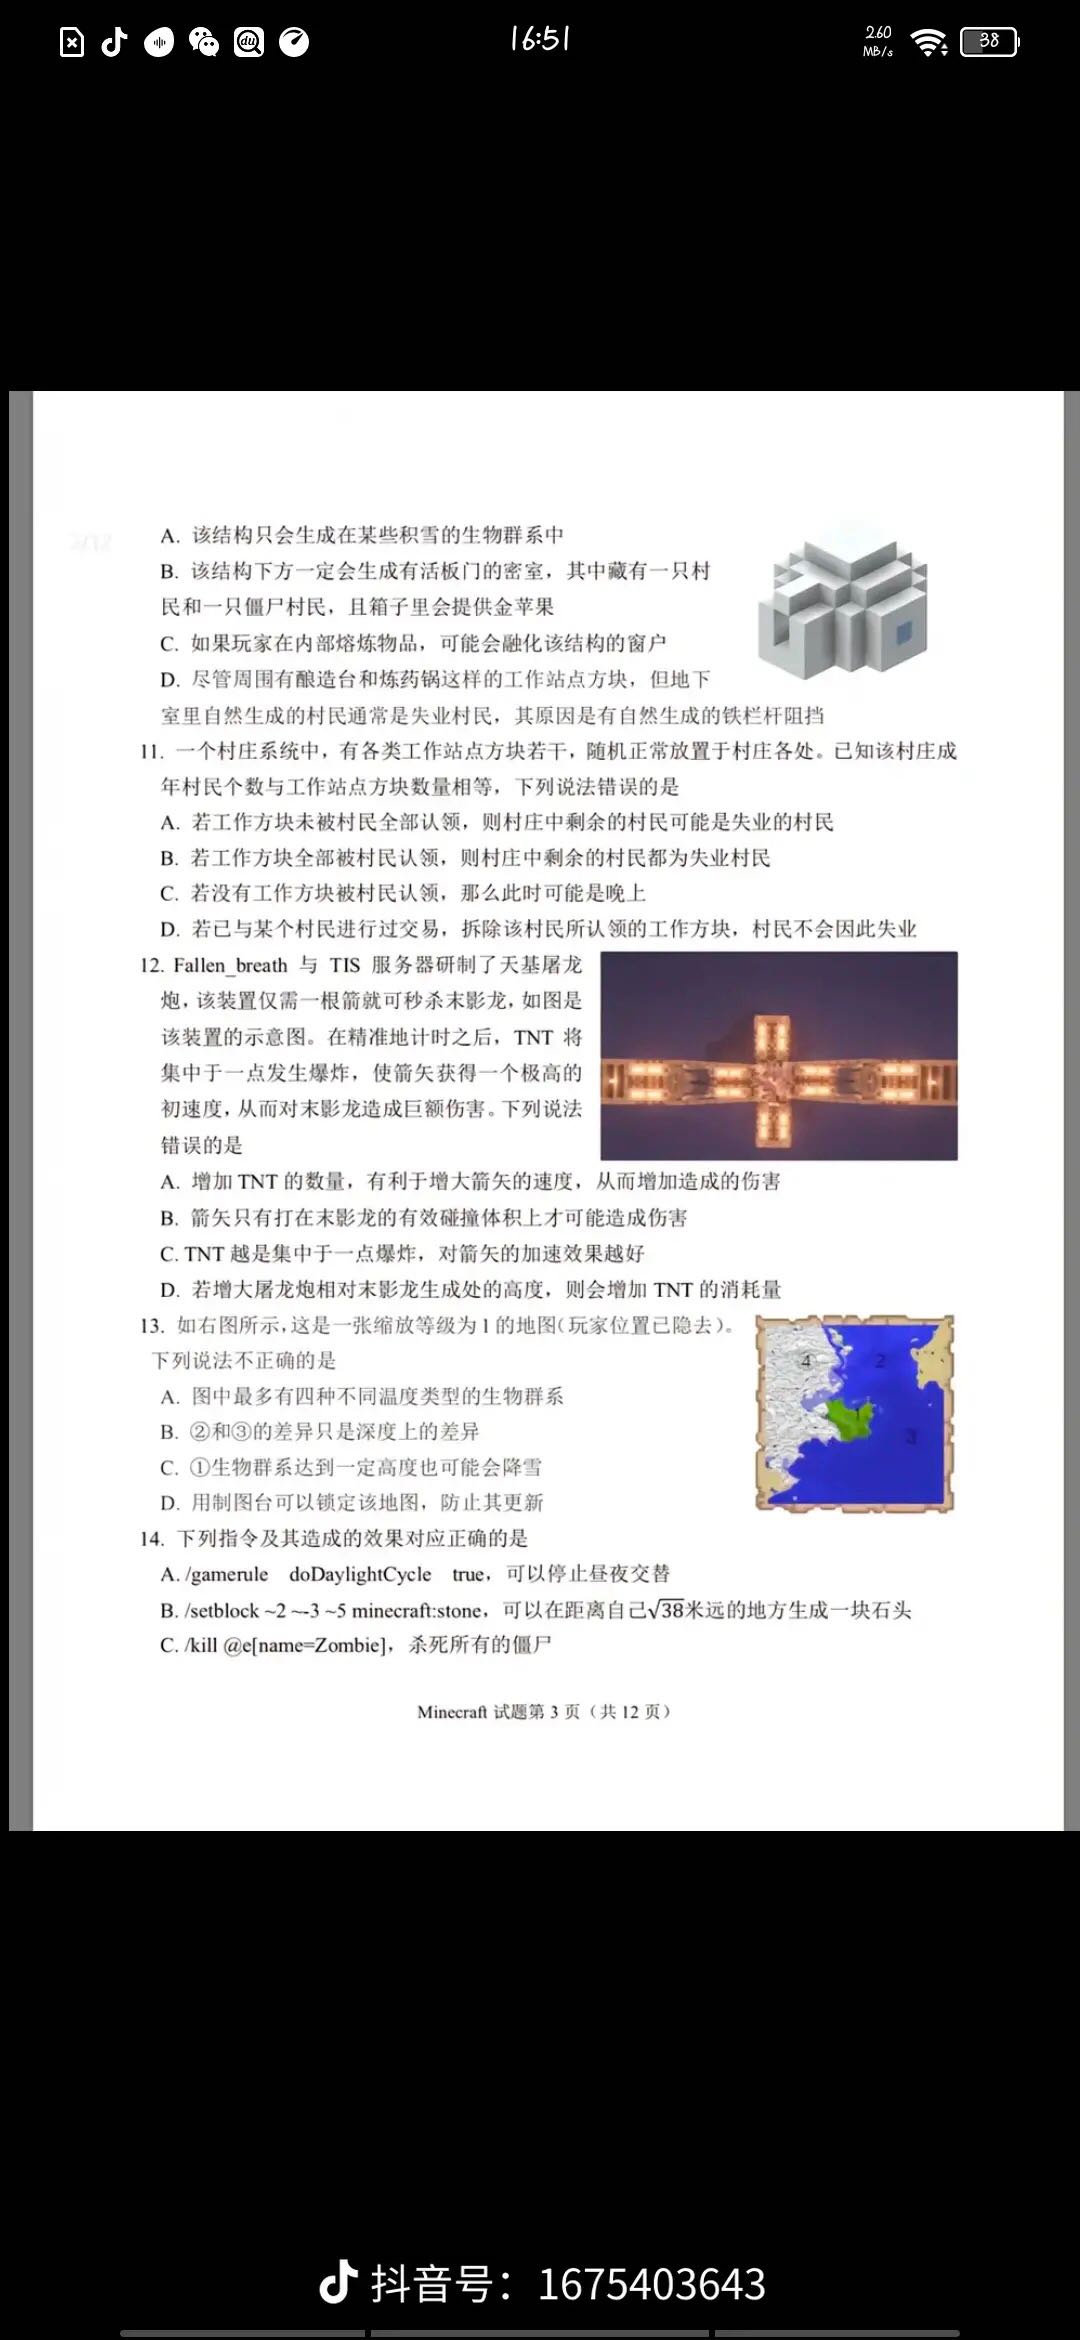 16:51
2.60
MB/s
38
A. 该结构只会生成在某些积雪的生物群系中
B. 该结构下方一定会生成有活板门的密室，其中藏有一只村
民和一只僵尸村民，且箱子里会提供金苹果
C. 如果玩家在内部熔炼物品，可能会融化该结构的窗户
D. 尽管周围有酿造台和炼药锅这样的工作站点方块，但地下
室里自然生成的村民通常是失业村民，其原因是有自然生成的铁栏杆阻挡
11. 一个村庄系统中，有各类工作站点方块若干，随机正常放置于村庄各处。已知该村庄成
年村民个数与工作站点方块数量相等，下列说法错误的是
A. 若工作方块未被村民全部认领，则村庄中剩余的村民可能是失业的村民
B. 若工作方块全部被村民认领，则村庄中剩余的村民都为失业村民
C. 若没有工作方块被村民认领，那么此时可能是晚上
D. 若已与某个村民进行过交易，拆除该村民所认领的工作方块，村民不会因此失业
12. Fallen_breath 与 TIS 服务器研制了天基屠龙
炮，该装置仅需一根箭就可秒杀末影龙，如图是
该装置的示意图。在精准地计时之后，TNT 将
集中于一点发生爆炸，使箭矢获得一个极高的
初速度，从而对末影龙造成巨额伤害。下列说法
错误的是
A. 增加 TNT 的数量，有利于增大箭矢的速度，从而增加造成的伤害
B. 箭矢只有打在末影龙的有效碰撞体积上才可能造成伤害
C. TNT 越是集中于一点爆炸，对箭矢的加速效果越好
D. 若增大屠龙炮相对末影龙生成处的高度，则会增加 TNT 的消耗量
13. 如右图所示，这是一张缩放等级为 1 的地图（玩家位置已隐去）。
下列说法不正确的是
A. 图中最多有四种不同温度类型的生物群系
B. ②和③的差异只是深度上的差异
C. ①生物群系达到一定高度也可能会降雪
D. 用制图台可以锁定该地图，防止其更新
④
2
1
3
14. 下列指令及其造成的效果对应正确的是
A. /gamerule doDaylightCycle true，可以停止昼夜交替
B. /setblock ~2 ~-3 ~5 minecraft:stone，可以在距离自己√38米远的地方生成一块石头
C. /kill @e[name=Zombie]，杀死所有的僵尸
Minecraft 试题第 3 页（共 12 页）
抖音号：1675403643